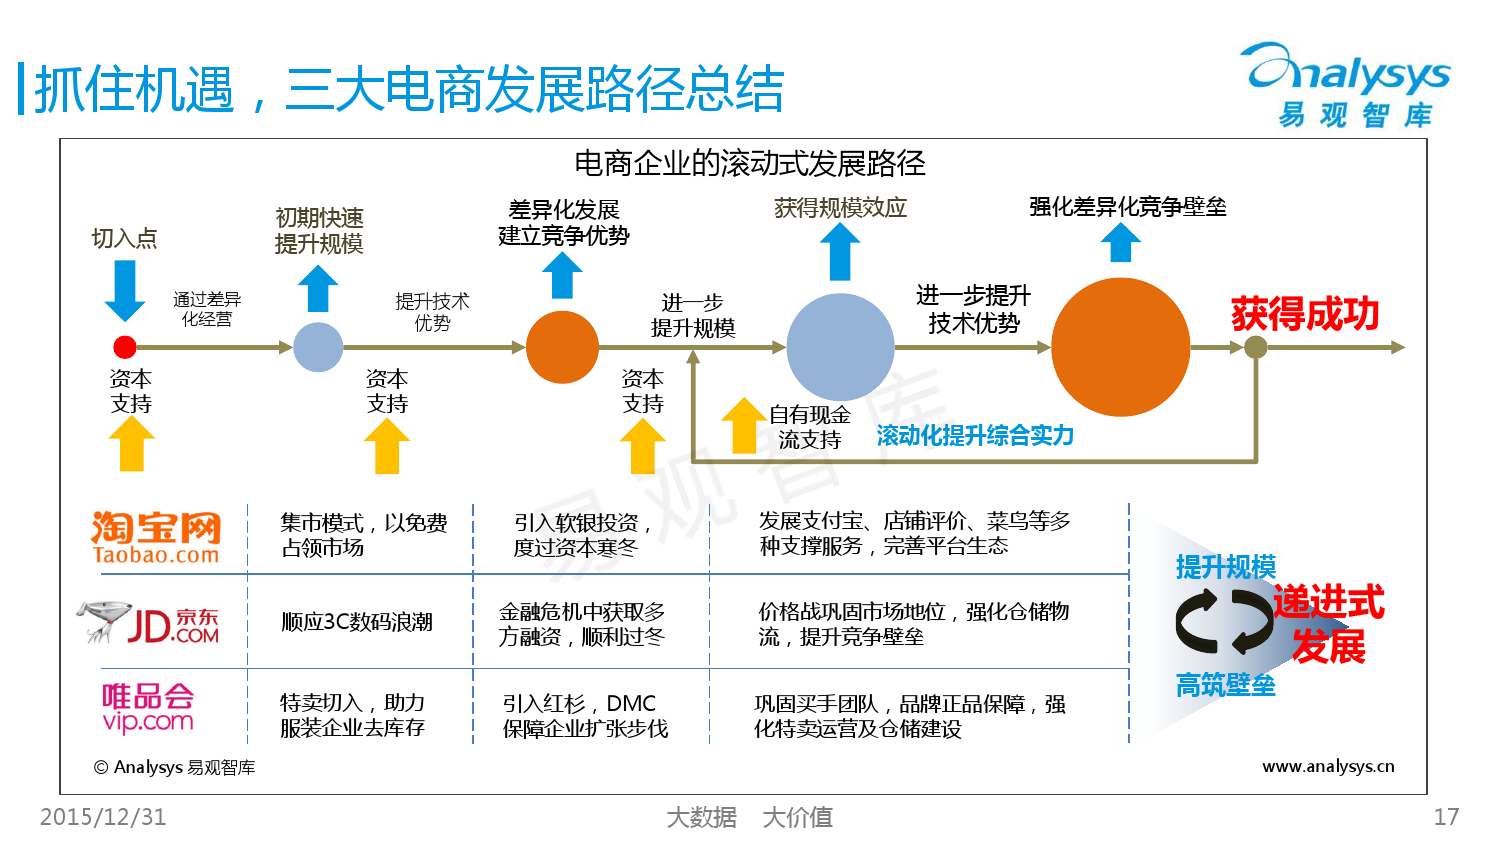 抓住机遇，三大电商发展路径总结
Analysys
易观智库
电商企业的滚动式发展路径
切入点
初期快速
提升规模
差异化发展
建立竞争优势
获得规模效应
强化差异化竞争壁垒
通过差异
化经营
提升技术
优势
进一步
提升规模
进一步提升
技术优势
获得成功
资本
支持
资本
支持
资本
支持
自有现金
流支持
滚动化提升综合实力
易观智库
淘宝网
Taobao.com
集市模式，以免费
占领市场
引入软银投资，
度过资本寒冬
发展支付宝、店铺评价、菜鸟等多
种支撑服务，完善平台生态
JD.COM 京东
顺应3C数码浪潮
金融危机中获取多
方融资，顺利过冬
价格战巩固市场地位，强化仓储物
流，提升竞争壁垒
唯品会
vip.com
特卖切入，助力
服装企业去库存
引入红杉，DMC
保障企业扩张步伐
巩固买手团队，品牌正品保障，强
化特卖运营及仓储建设
提升规模
递进式
发展
高筑壁垒
© Analysys 易观智库
www.analysys.cn
2015/12/31
大数据 大价值
17